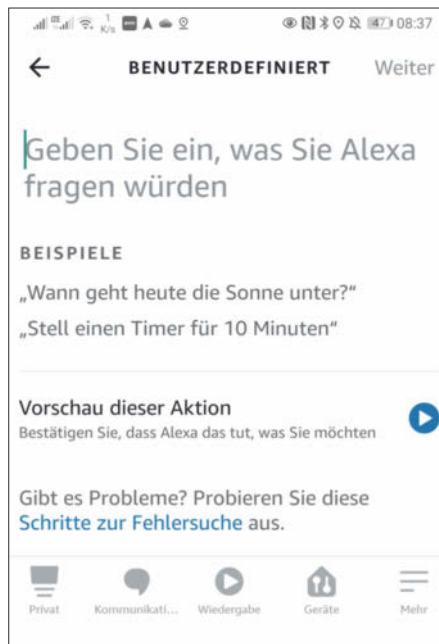 1
K/s
47 08:37
BENUTZERDEFINIERT Weiter
Geben Sie ein, was Sie Alexa
fragen würden
BEISPIELE
„Wann geht heute die Sonne unter?“
„Stell einen Timer für 10 Minuten“
Vorschau dieser Aktion
Bestätigen Sie, dass Alexa das tut, was Sie möchten
Gibt es Probleme? Probieren Sie diese
Schritte zur Fehlersuche aus.
Privat Kommunikati... Wiedergabe Geräte Mehr